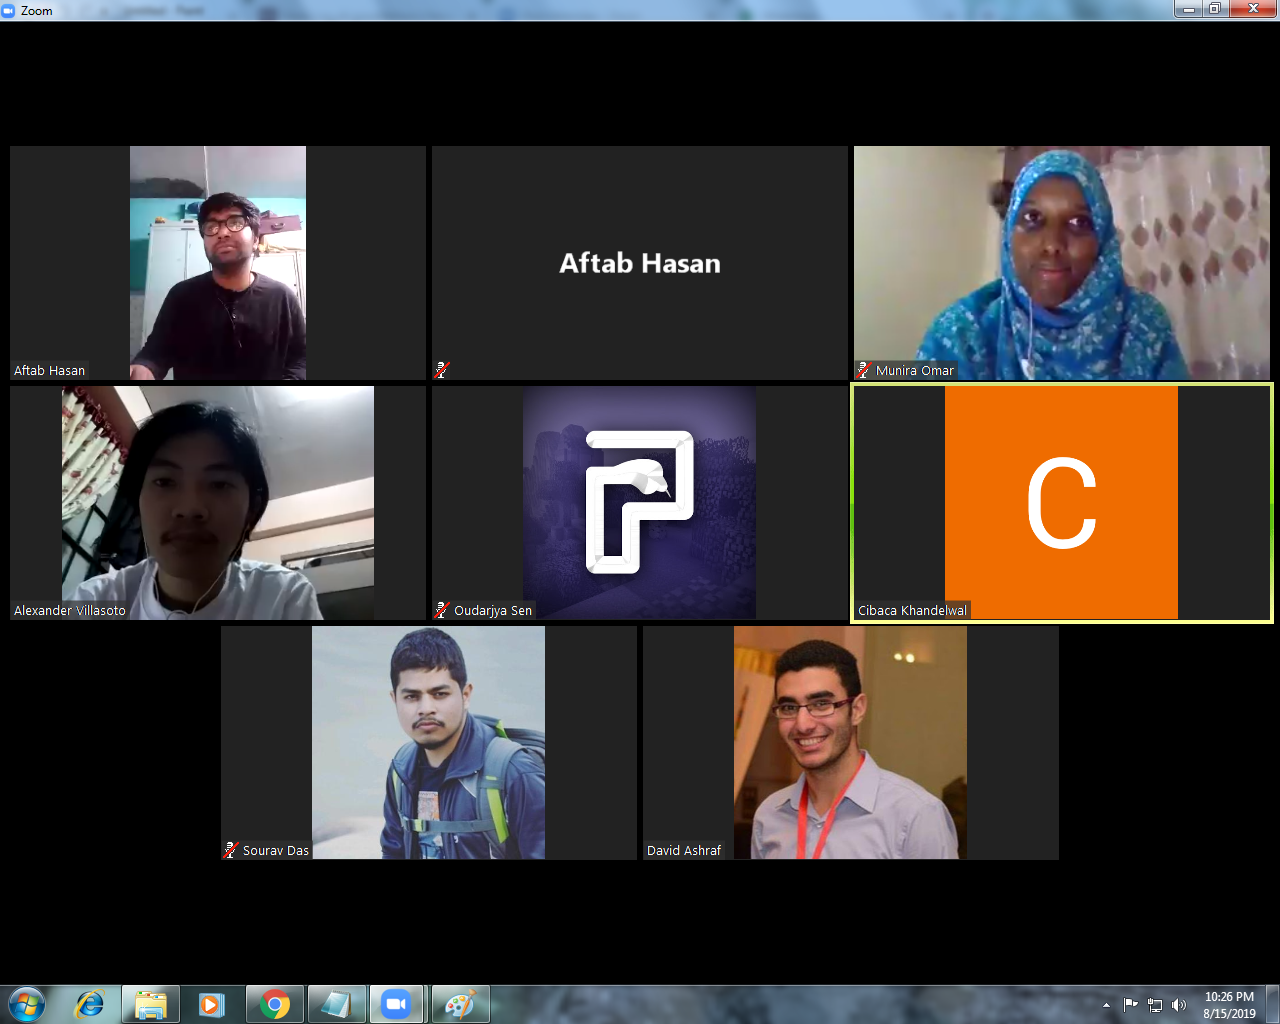 Zoom
Aftab Hasan
Aftab Hasan
Munira Omar
Alexander Villasoto
P
Oudarjya Sen
C
Cibaca Khandelwal
Sourav Das
David Ashraf
10:26 PM
8/15/2019